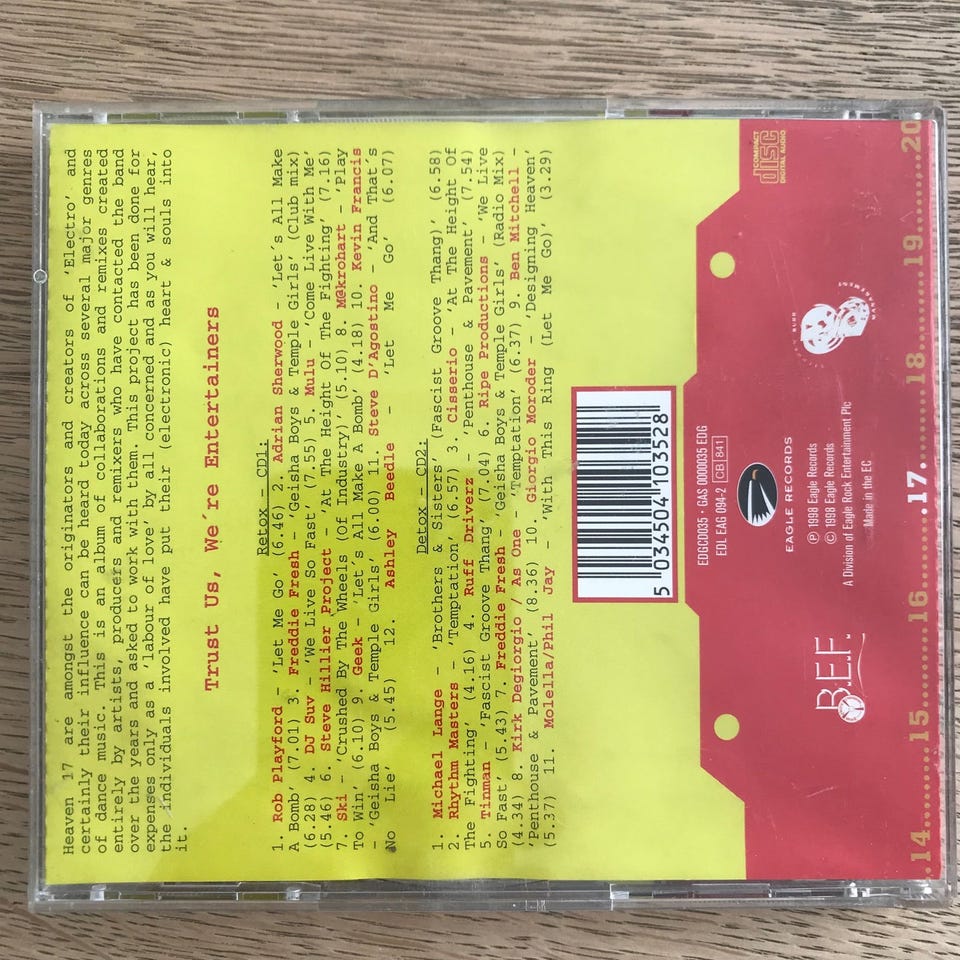 Heaven 17 are amongst the originators and creators of 'Electro' and
certainly their influence can be heard today across several major genres
of dance music. This is an album of collaborations and remixes created
entirely by artists, producers and remixers who have contacted the band
over the years and asked to work with them. This project has been done for
expenses only as a 'labour of love' by all concerned and as you will hear,
the individuals involved have put their (electronic) heart & souls into
it.
Trust Us, We´re Entertainers
Retox - CD1:
1. Rob Playford - 'Let Me Go' (6.46) 2. Adrian Sherwood - 'Let's All Make
A Bomb' (7.01) 3. Freddie Fresh - 'Geisha Boys & Temple Girls' (Club mix)
(6.28) 4. DJ Suv - 'We Live So Fast' (7.55) 5. Mulu - 'Come Live With Me'
(5.46) 6. Steve Hillier Project - 'At The Height Of The Fighting' (7.16)
7. Ski - 'Crushed By The Wheels (Of Industry)' (5.10) 8. M@krohart - 'Play
To Win' (6.10) 9. Geek - 'Let's All Make A Bomb' (4.18) 10. Kevin Francis
- 'Geisha Boys & Temple Girls' (6.00) 11. Steve D'Agostino - 'And That's
No Lie' (5.45) 12. Ashley Beedle - 'Let Me Go' (6.07)
Detox - CD2:
1. Michael Lange - 'Brothers & Sisters' (Fascist Groove Thang)' (6.58)
2. Rhythm Masters - 'Temptation' (6.57) 3. Cisserio - 'At The Height Of
The Fighting' (4.16) 4. Ruff Driverz - 'Penthouse & Pavement' (7.54)
5. Tinman - 'Fascist Groove Thang' (7.04) 6. Ripe Productions - 'We Live
So Fast' (5.43) 7. Freddie Fresh - 'Geisha Boys & Temple Girls' (Radio Mix)
(4.34) 8. Kirk Degiorgio / As One - 'Temptation' (6.37) 9. Ben Mitchell -
'Penthouse & Pavement' (8.36) 10. Giorgio Moroder - 'Designing Heaven'
(5.37) 11. Molella/Phil Jay - 'With This Ring (Let Me Go)' (3.29)
5 034504 103528
EDGCD035 · GAS 0000035 EDG
EDL EAG 094-2 CB 841
COMPACT
disc
DIGITAL AUDIO
EAGLE RECORDS
℗ 1998 Eagle Records
© 1998 Eagle Records
A Division of Eagle Rock Entertainment Plc
Made in the EC
B.E.F.
MANAGEMENT
14......15......16......17......18......19......20